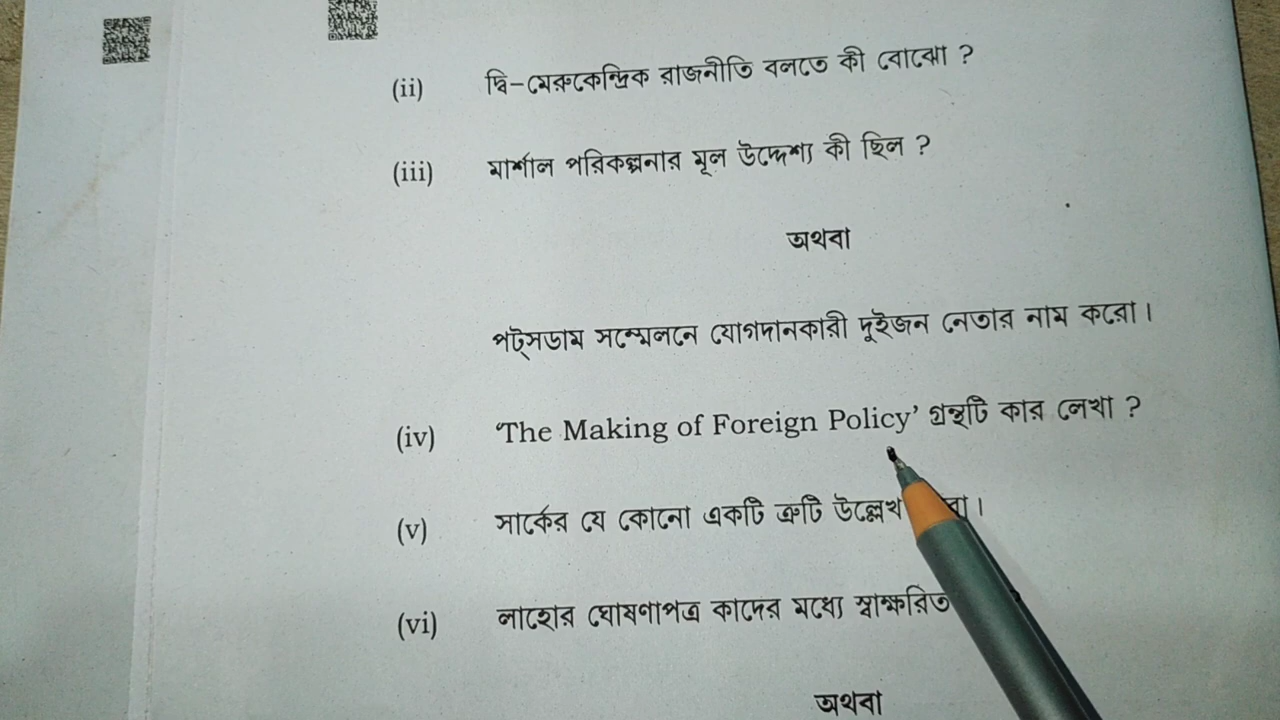 (ii) দ্বি-মেরুকেন্দ্রিক রাজনীতি বলতে কী বোঝো ?
(iii) মার্শাল পরিকল্পনার মূল উদ্দেশ্য কী ছিল ?
অথবা
পট্সডাম সম্মেলনে যোগদানকারী দুইজন নেতার নাম করো।
(iv) 'The Making of Foreign Policy' গ্রন্থটি কার লেখা ?
(v) সার্কের যে কোনো একটি ত্রুটি উল্লেখ।
(vi) লাহোর ঘোষণাপত্র কাদের মধ্যে স্বাক্ষরিত
অথবা